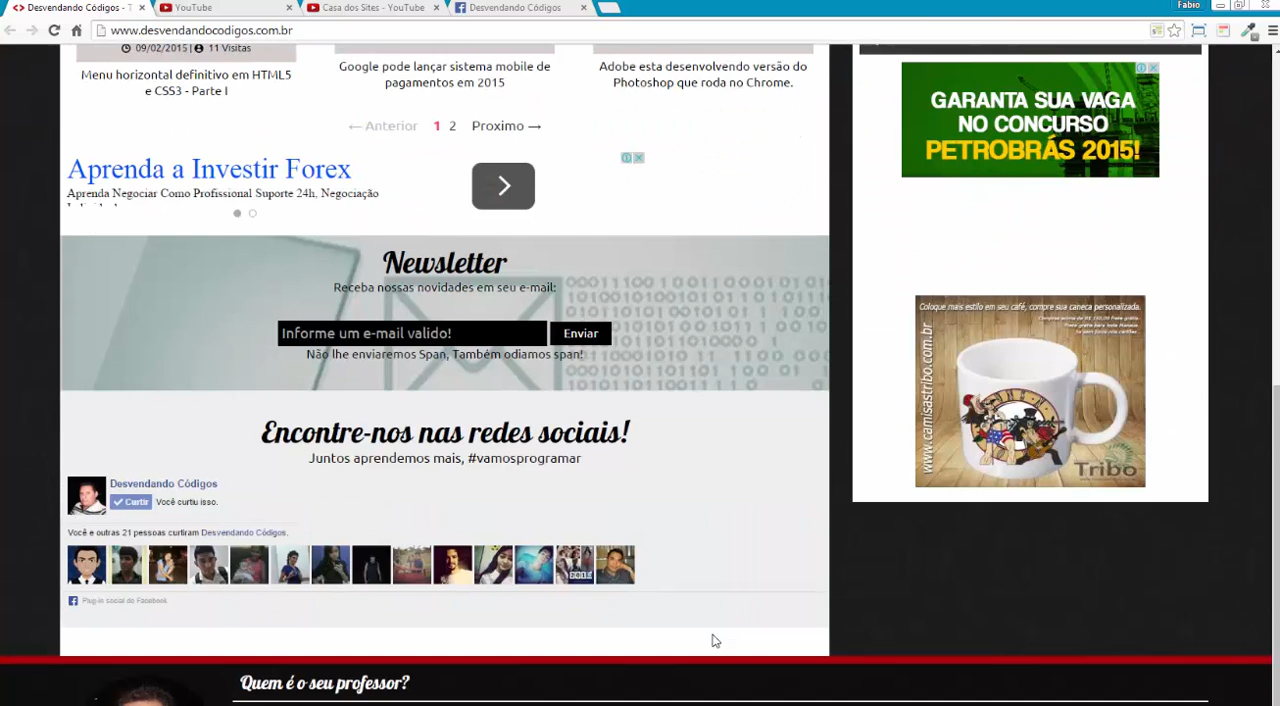 Desvendando Códigos - T
YouTube
Casa dos Sites - YouTube
Desvendando Códigos
Fabio
www.desvendandocodigos.com.br
09/02/2015 | 11 Visitas
Menu horizontal definitivo em HTML5
e CSS3 - Parte I
Google pode lançar sistema mobile de
pagamentos em 2015
Adobe esta desenvolvendo versão do
Photoshop que roda no Chrome.
← Anterior 1 2 Proximo →
Aprenda a Investir Forex
Aprenda Negociar Como Profissional Suporte 24h, Negociação
GARANTA SUA VAGA
NO CONCURSO
PETROBRÁS 2015!
Newsletter
Receba nossas novidades em seu e-mail:
Informe um e-mail valido!
Enviar
Não lhe enviaremos Span, Também odiamos span!
Coloque mais estilo em seu café, compre sua caneca personalizada.
www.camisastribo.com.br
Tribo
Encontre-nos nas redes sociais!
Juntos aprendemos mais, #vamosprogramar
Desvendando Códigos
Curtir Você curtiu isso.
Você e outras 21 pessoas curtiram Desvendando Códigos.
Plug-in social do Facebook
Quem é o seu professor?